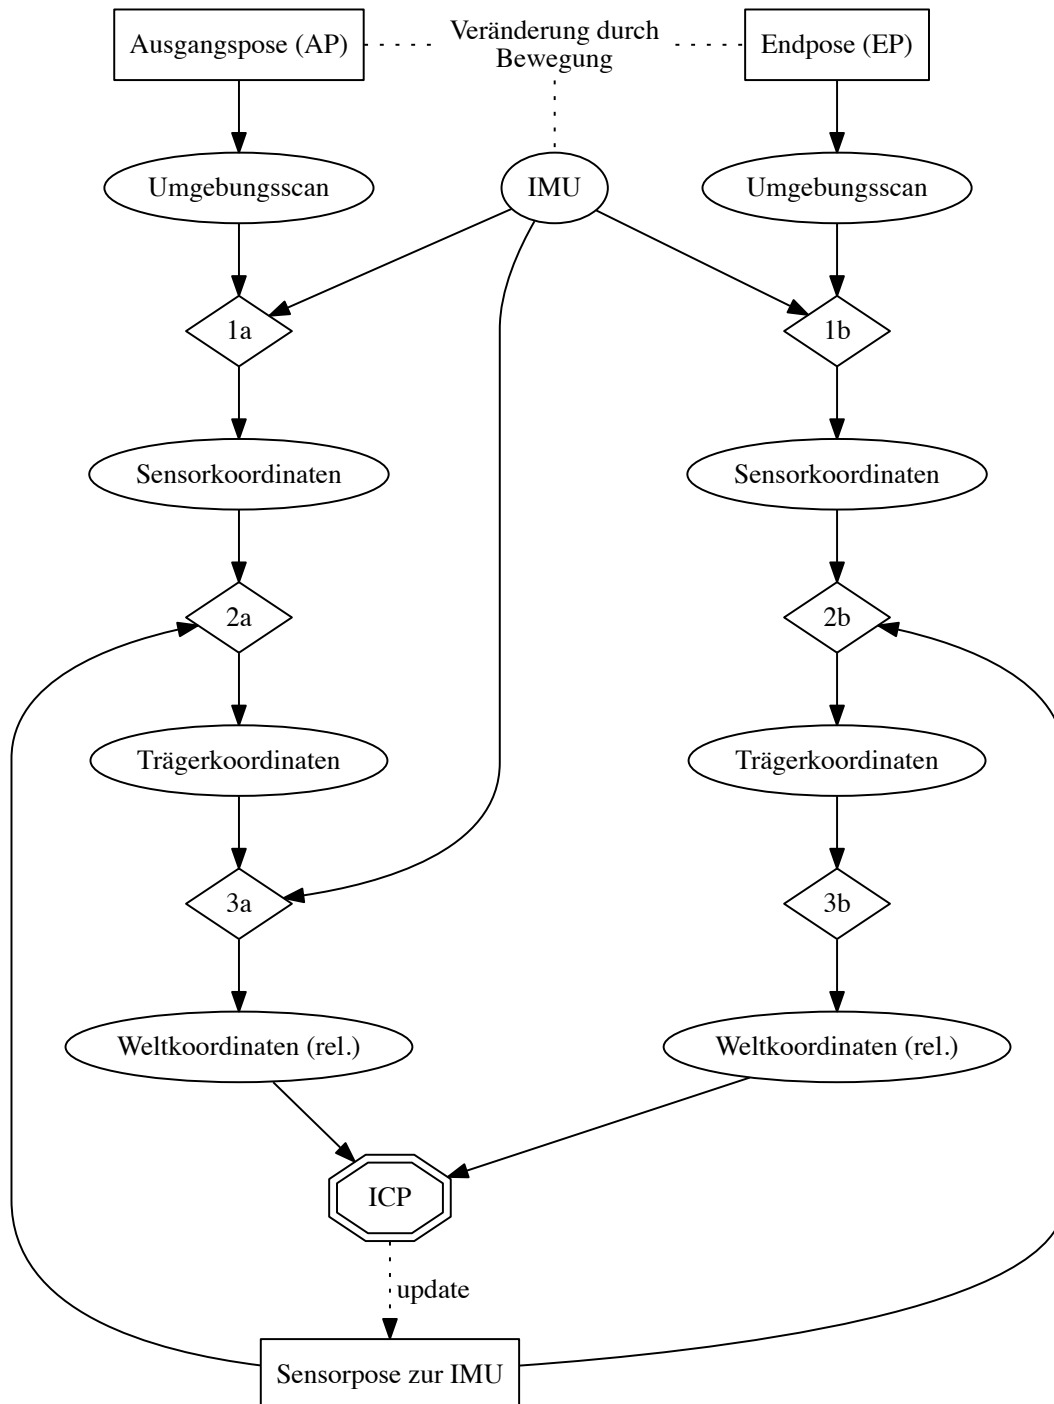 Ausgangspose (AP)
Veränderung durch
Bewegung
Endpose (EP)
Umgebungsscan
IMU
Umgebungsscan
1a
1b
Sensorkoordinaten
Sensorkoordinaten
2a
2b
Trägerkoordinaten
Trägerkoordinaten
3a
3b
Weltkoordinaten (rel.)
Weltkoordinaten (rel.)
ICP
update
Sensorpose zur IMU